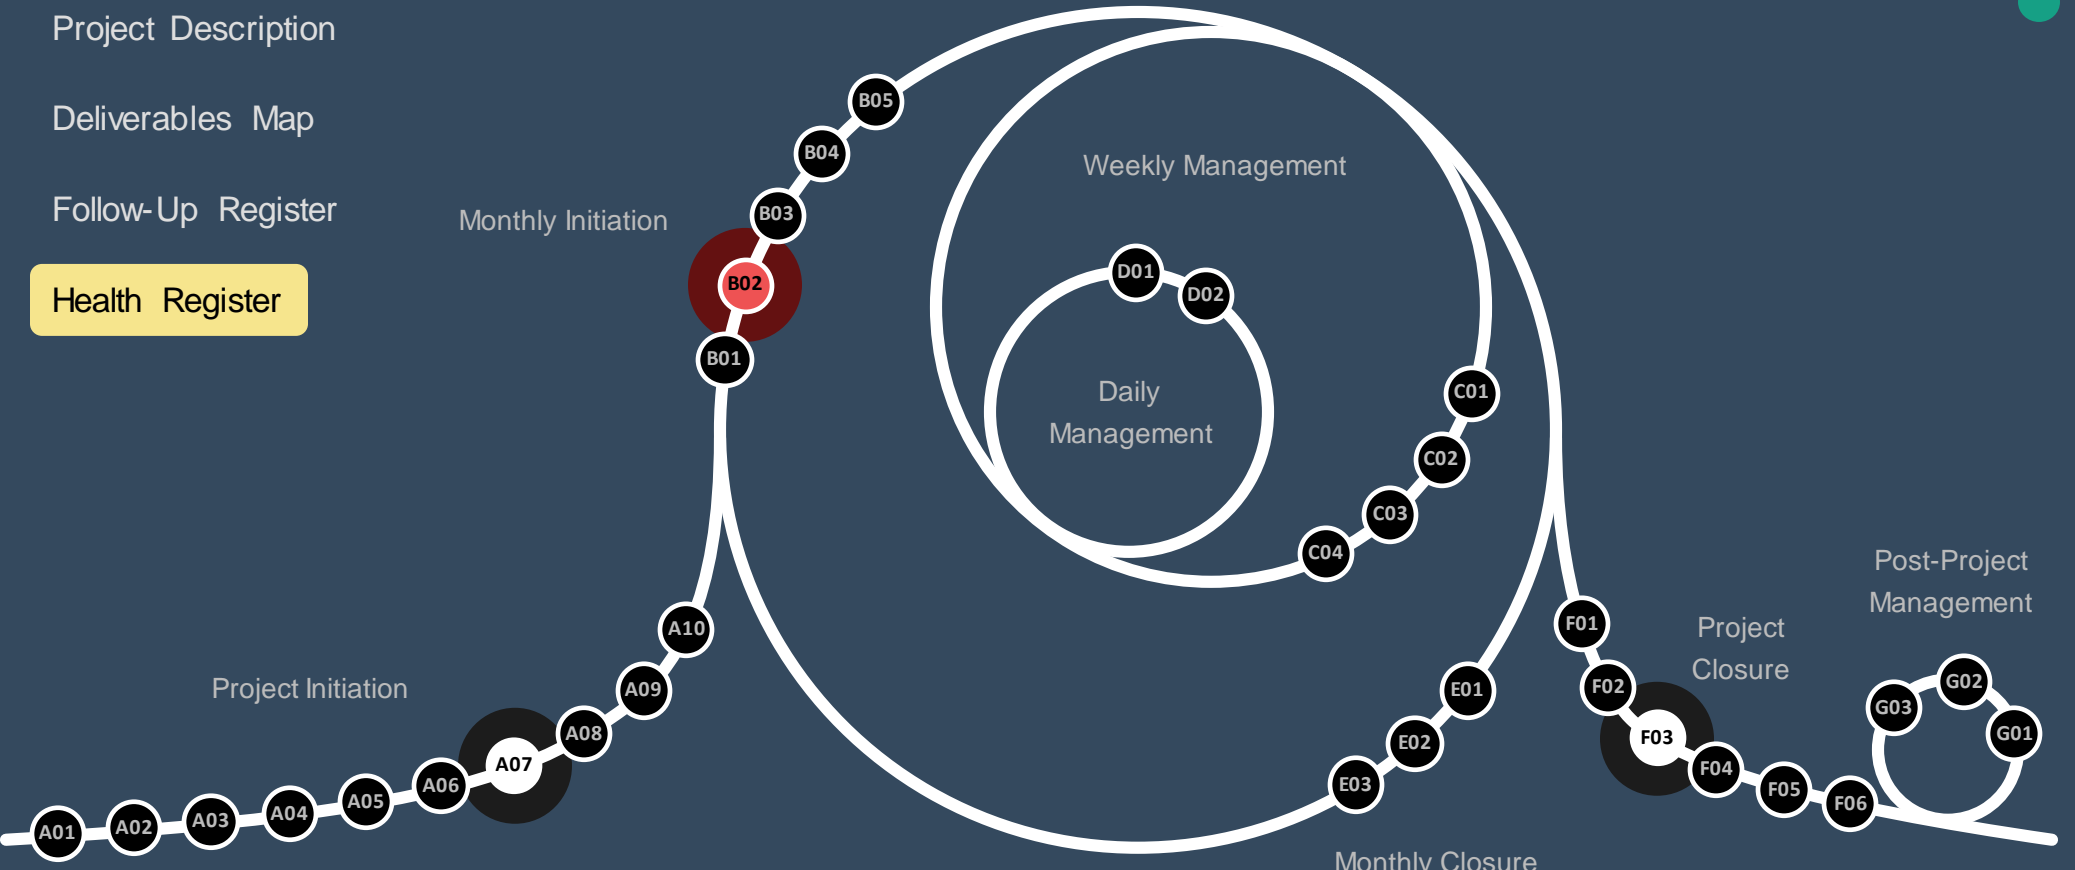 Project Description
Deliverables Map
Follow-Up Register
Health Register
Monthly Initiation
B05
B04
B03
B02
B01
Weekly Management
D01
D02
Daily
Management
C01
C02
C03
C04
Project Initiation
A10
A09
A08
A07
A06
A05
A04
A03
A02
A01
E01
E02
E03
Monthly Closure
F01
F02
F03
F04
F05
F06
Project
Closure
Post-Project
Management
G03
G02
G01